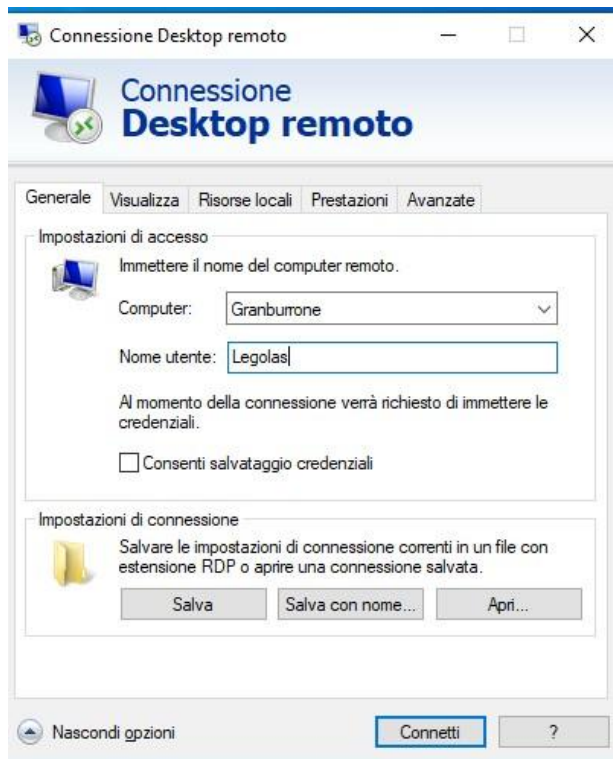 Connessione Desktop remoto
Connessione
Desktop remoto
Generale Visualizza Risorse locali Prestazioni Avanzate
Impostazioni di accesso
Immettere il nome del computer remoto.
Computer: Granburrone
Nome utente: Legolas
Al momento della connessione verrà richiesto di immettere le
credenziali.
Consenti salvataggio credenziali
Impostazioni di connessione
Salvare le impostazioni di connessione correnti in un file con
estensione RDP o aprire una connessione salvata.
Salva Salva con nome... Apri...
Nascondi opzioni Connetti ?